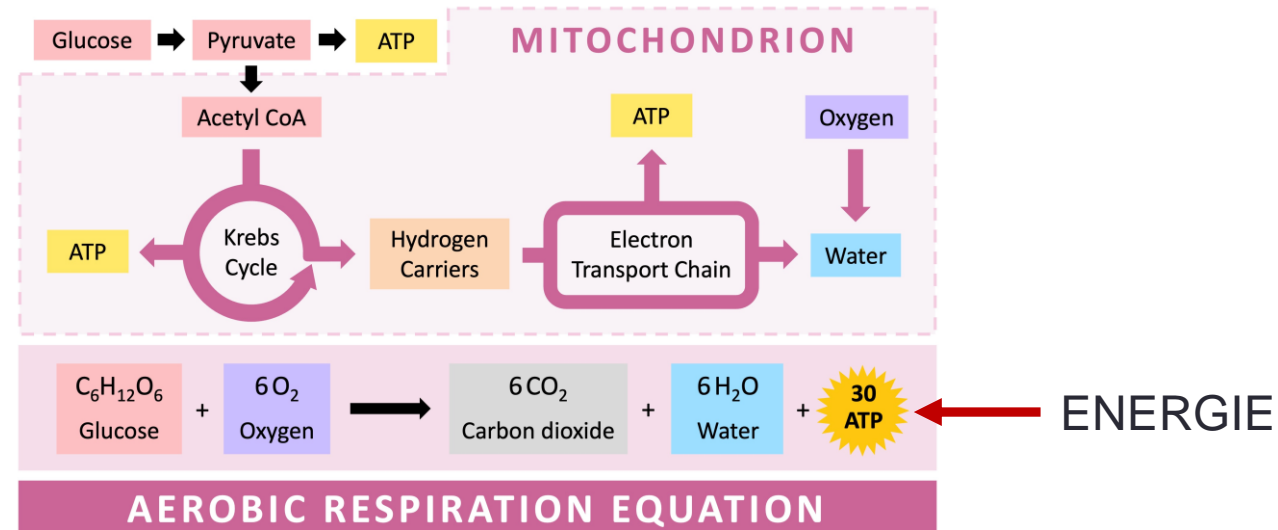 Glucose
Pyruvate
ATP
MITOCHONDRION
Acetyl CoA
ATP
Oxygen
ATP
Krebs
Cycle
Hydrogen
Carriers
Electron
Transport Chain
Water
C₆H₁₂O₆
Glucose
+
6 O₂
Oxygen
6 CO₂
Carbon dioxide
+
6 H₂O
Water
+
30
ATP
ENERGIE
AEROBIC RESPIRATION EQUATION